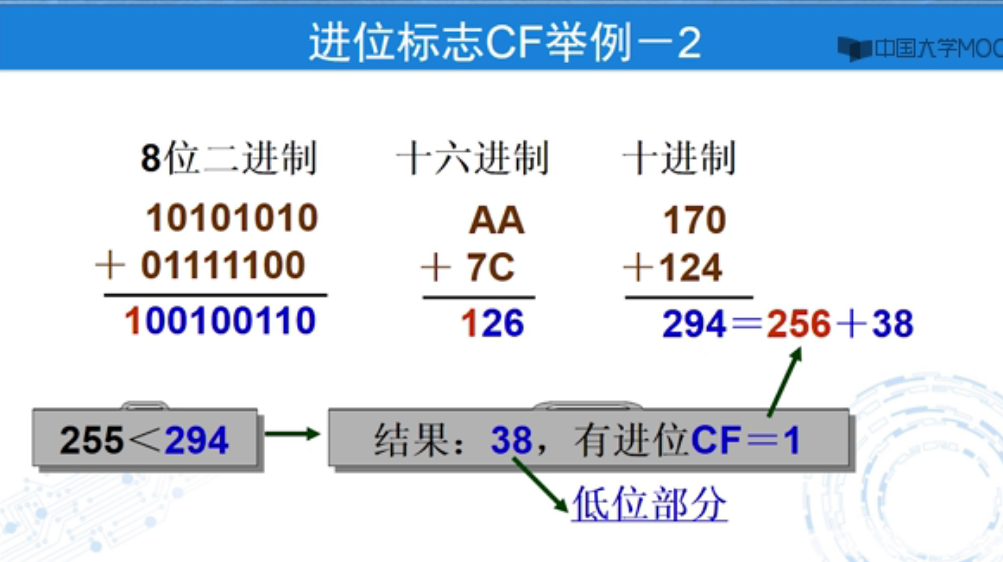 进位标志CF举例－2
中国大学MOO
8位二进制 十六进制 十进制
10101010 AA 170
＋ 01111100 ＋ 7C ＋124
100100110 126 294＝256＋38
255＜294 结果：38，有进位CF＝1
低位部分